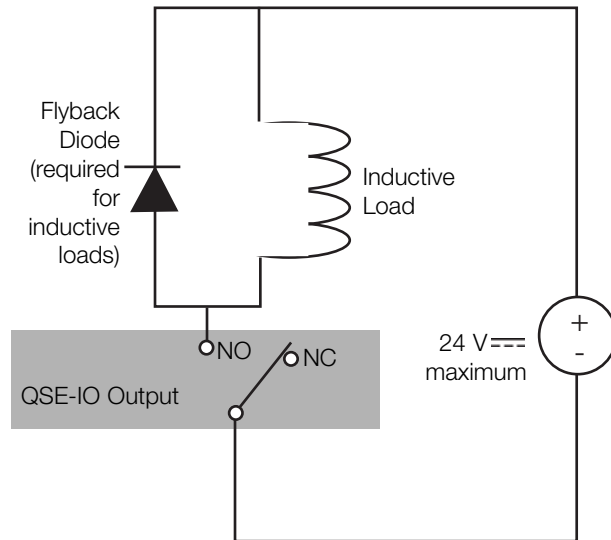 Flyback
Diode
(required
for
inductive
loads)
Inductive
Load
NO
NC
QSE-IO Output
+
-
24 V⎓
maximum